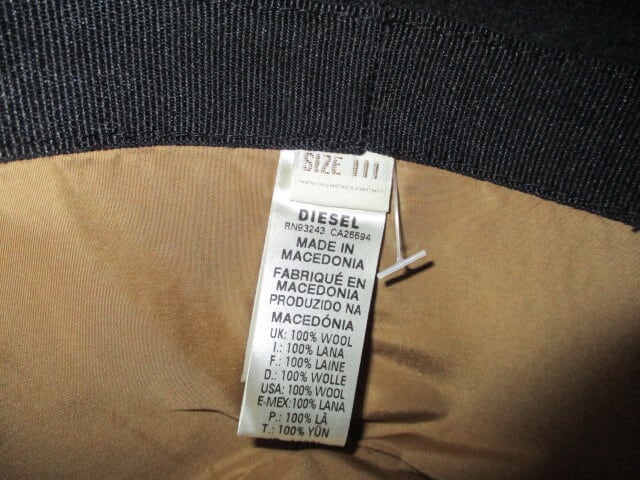 SIZE III
DIESEL
RN93243 CA25594
MADE IN
MACEDONIA
FABRIQUÉ EN
MACEDONIA
PRODUZIDO NA
MACEDÓNIA
UK: 100% WOOL
I.: 100% LANA
F.: 100% LAINE
D.: 100% WOLLE
USA: 100% WOOL
E-MEX: 100% LANA
P.: 100% LÃ
T.: 100% YÜN